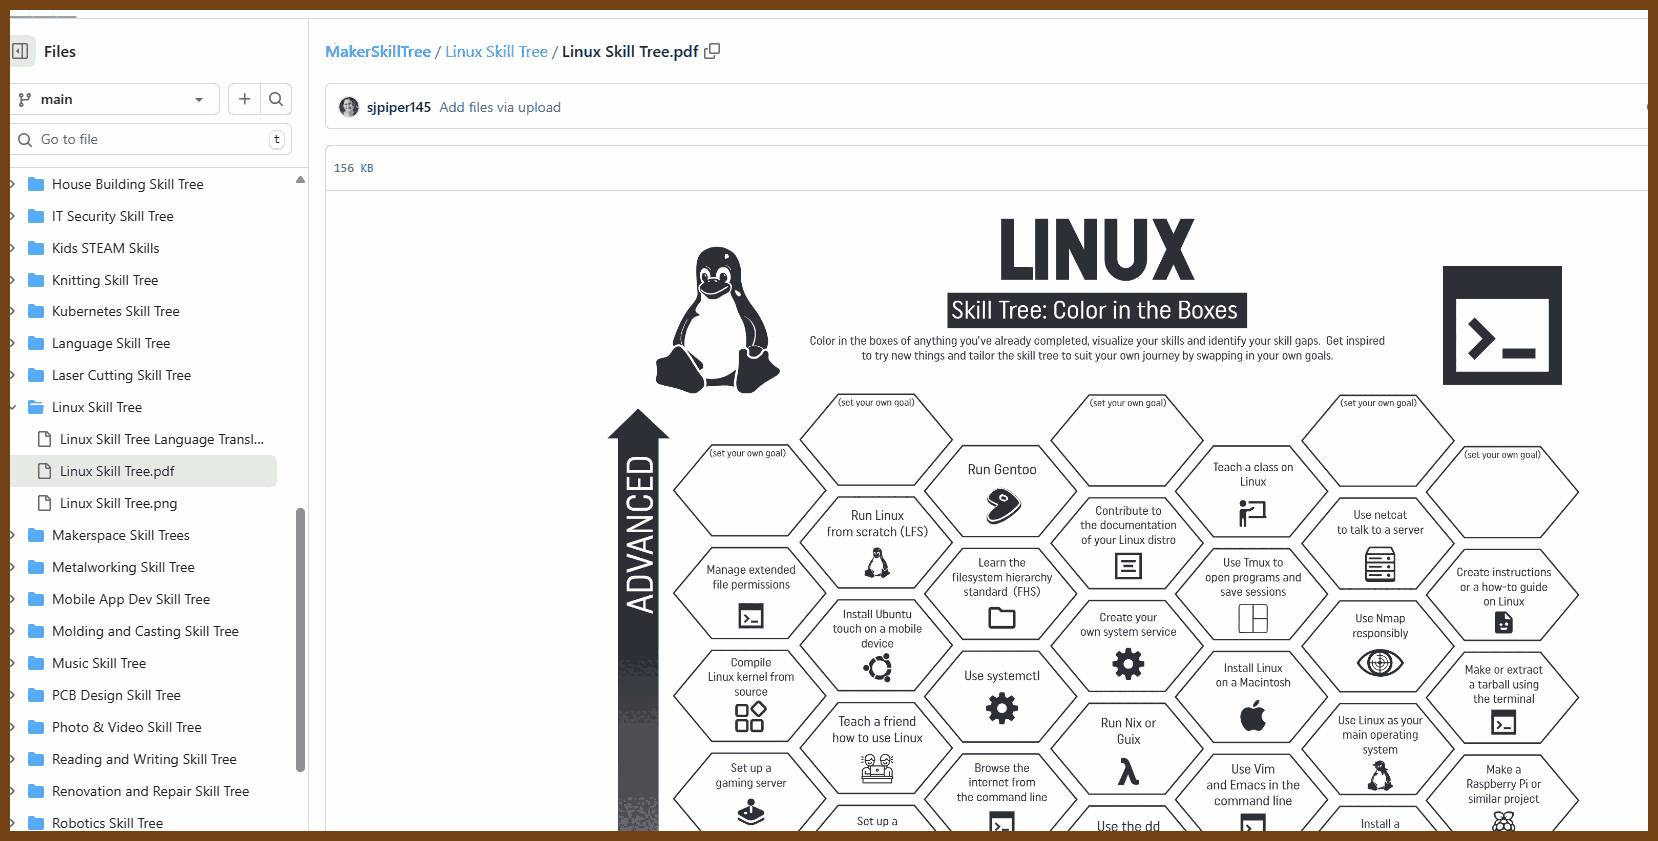 Files
main
Go to file
t
House Building Skill Tree
IT Security Skill Tree
Kids STEAM Skills
Knitting Skill Tree
Kubernetes Skill Tree
Language Skill Tree
Laser Cutting Skill Tree
Linux Skill Tree
Linux Skill Tree Language Transl...
Linux Skill Tree.pdf
Linux Skill Tree.png
Makerspace Skill Trees
Metalworking Skill Tree
Mobile App Dev Skill Tree
Molding and Casting Skill Tree
Music Skill Tree
PCB Design Skill Tree
Photo & Video Skill Tree
Reading and Writing Skill Tree
Renovation and Repair Skill Tree
Robotics Skill Tree
MakerSkillTree / Linux Skill Tree / Linux Skill Tree.pdf
sjpiper145 Add files via upload
156 KB
LINUX
Skill Tree: Color in the Boxes
Color in the boxes of anything you've already completed, visualize your skills and identify your skill gaps. Get inspired
to try new things and tailor the skill tree to suit your own journey by swapping in your own goals.
ADVANCED
(set your own goal)
(set your own goal)
(set your own goal)
(set your own goal)
(set your own goal)
Run Gentoo
Teach a class on
Linux
Run Linux
from scratch (LFS)
Contribute to
the documentation
of your Linux distro
Use netcat
to talk to a server
Manage extended
file permissions
Learn the
filesystem hierarchy
standard (FHS)
Use Tmux to
open programs and
save sessions
Create instructions
or a how-to guide
on Linux
Install Ubuntu
touch on a mobile
device
Create your
own system service
Use Nmap
responsibly
Compile
Linux kernel from
source
Use systemctl
Install Linux
on a Macintosh
Make or extract
a tarball using
the terminal
Teach a friend
how to use Linux
Run Nix or
Guix
λ
Use Linux as your
main operating
system
Set up a
gaming server
Browse the
internet from
the command line
Use Vim
and Emacs in the
command line
Make a
Raspberry Pi or
similar project
Set up a
Use the dd
Install a